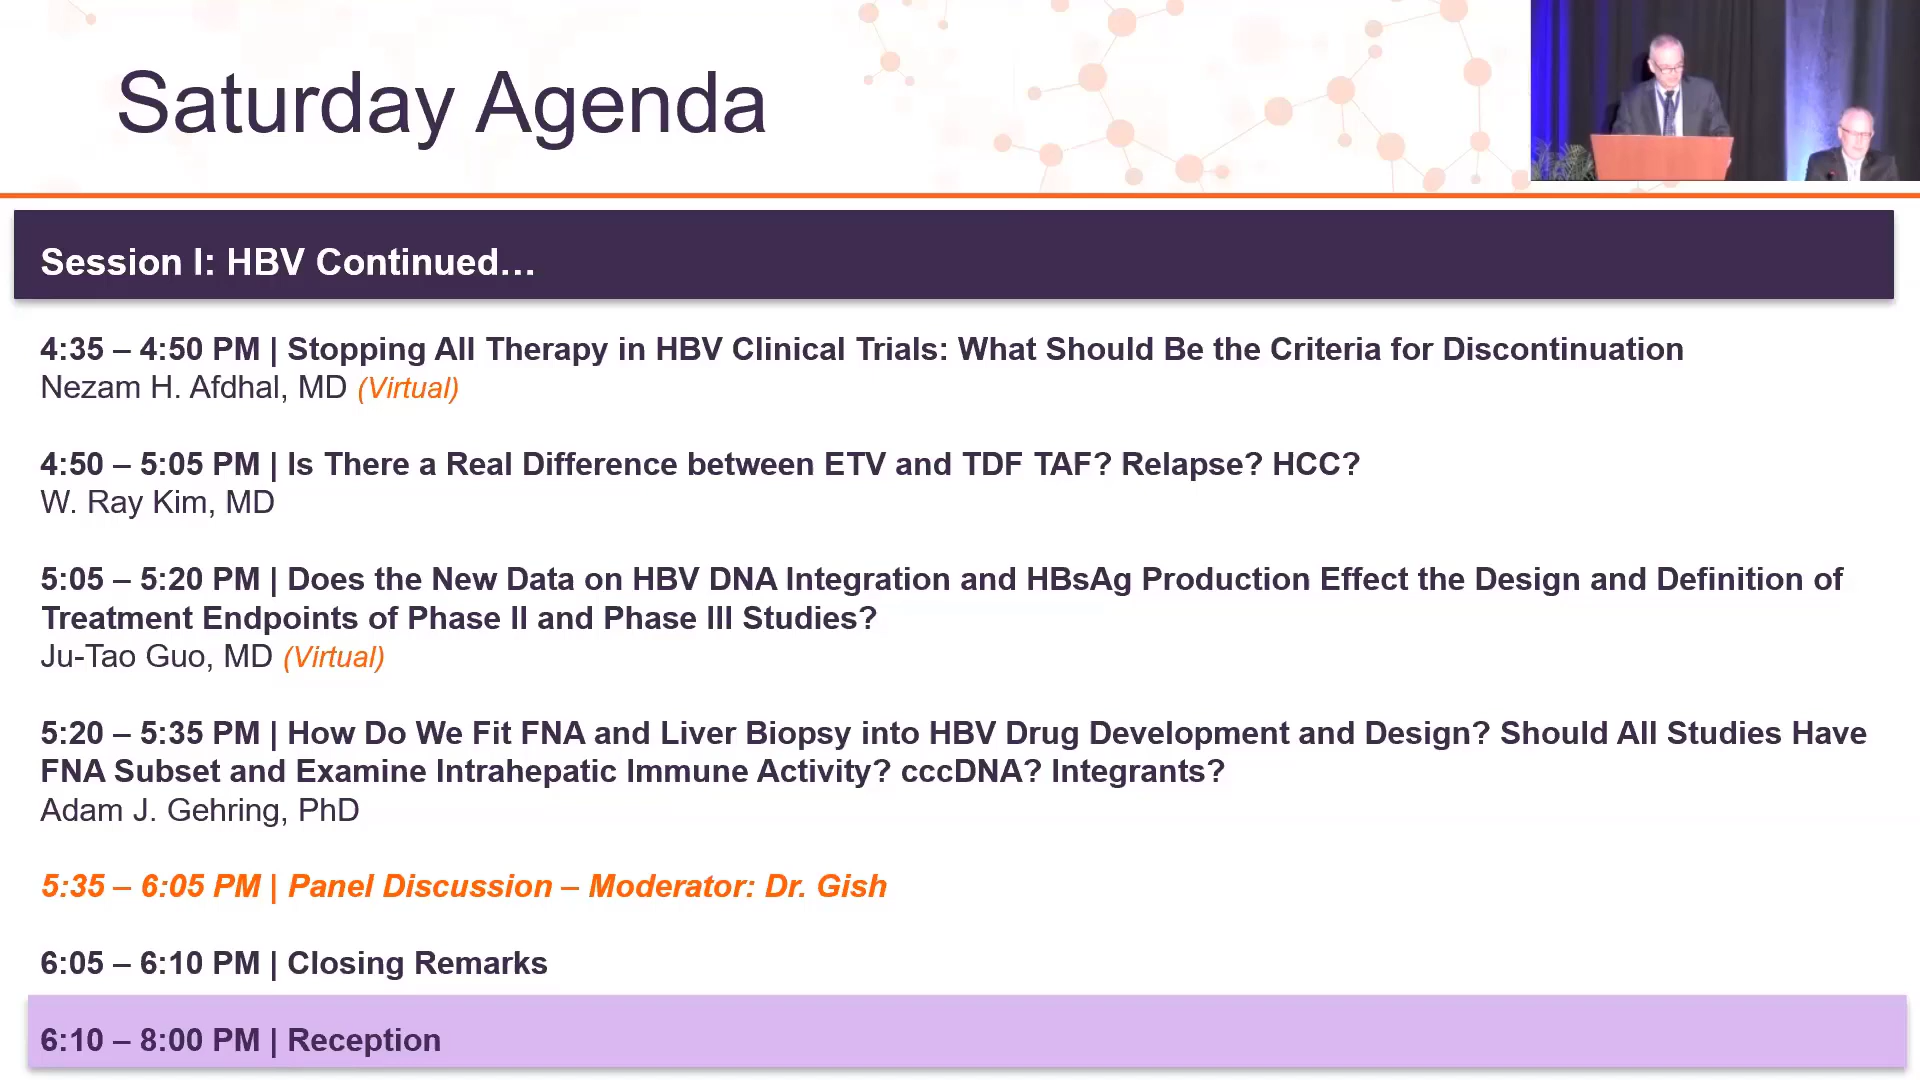 Saturday Agenda
Session I: HBV Continued…
4:35 – 4:50 PM | Stopping All Therapy in HBV Clinical Trials: What Should Be the Criteria for Discontinuation
Nezam H. Afdhal, MD (Virtual)
4:50 – 5:05 PM | Is There a Real Difference between ETV and TDF TAF? Relapse? HCC?
W. Ray Kim, MD
5:05 – 5:20 PM | Does the New Data on HBV DNA Integration and HBsAg Production Effect the Design and Definition of
Treatment Endpoints of Phase II and Phase III Studies?
Ju-Tao Guo, MD (Virtual)
5:20 – 5:35 PM | How Do We Fit FNA and Liver Biopsy into HBV Drug Development and Design? Should All Studies Have
FNA Subset and Examine Intrahepatic Immune Activity? cccDNA? Integrants?
Adam J. Gehring, PhD
5:35 – 6:05 PM | Panel Discussion – Moderator: Dr. Gish
6:05 – 6:10 PM | Closing Remarks
6:10 – 8:00 PM | Reception